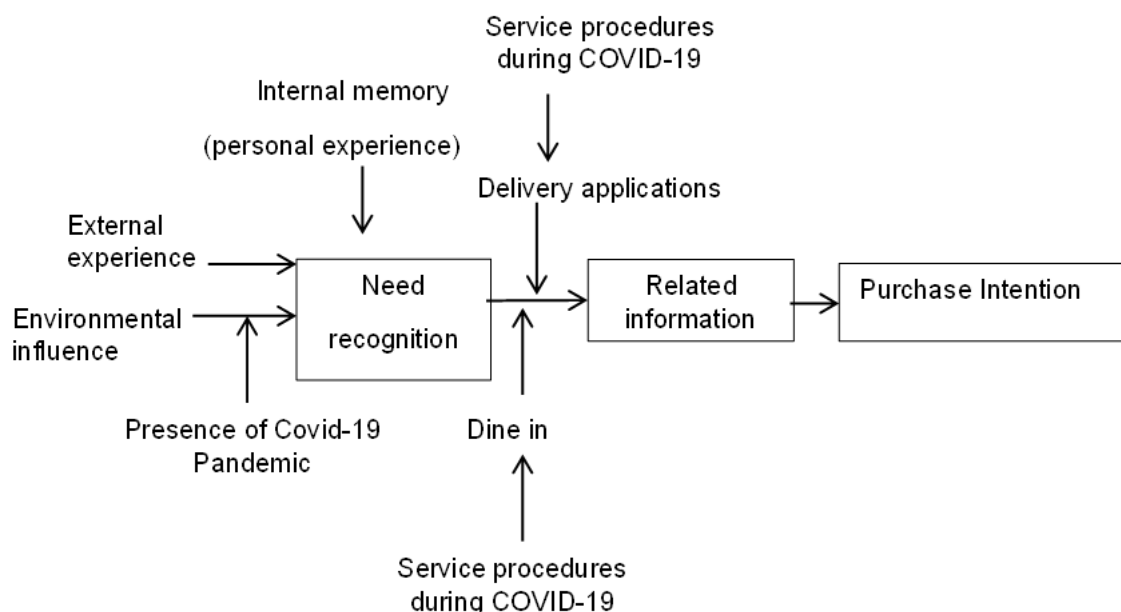 Service procedures
during COVID-19
Internal memory
(personal experience)
Delivery applications
External
experience
Environmental
influence
Need
recognition
Related
information
Purchase Intention
Presence of Covid-19
Pandemic
Dine in
Service procedures
during COVID-19